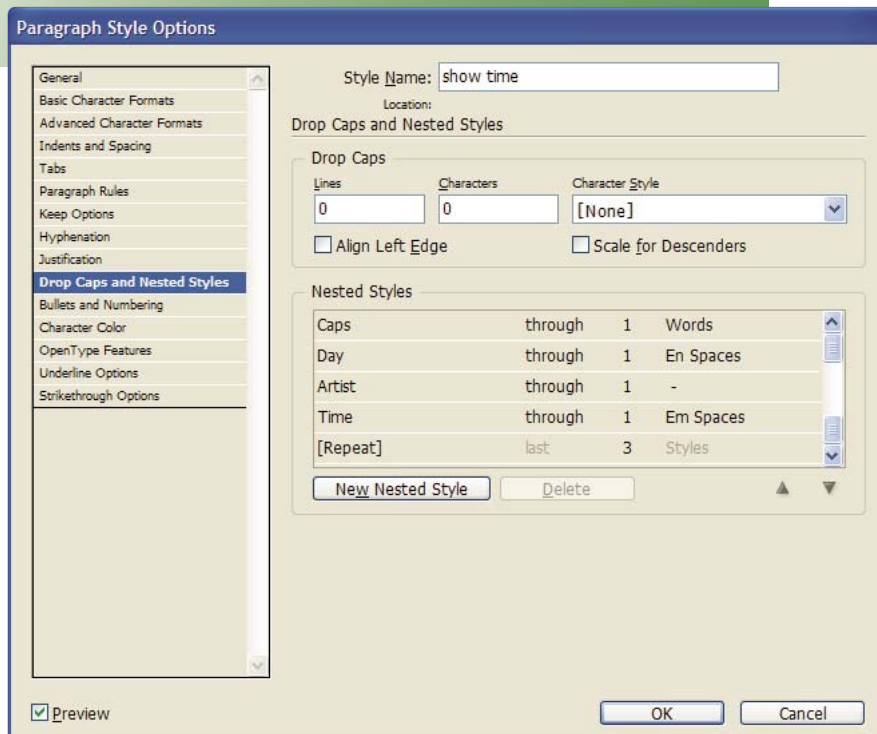 Paragraph Style Options
General
Basic Character Formats
Advanced Character Formats
Indents and Spacing
Tabs
Paragraph Rules
Keep Options
Hyphenation
Justification
Drop Caps and Nested Styles
Bullets and Numbering
Character Color
OpenType Features
Underline Options
Strikethrough Options
Style Name: show time
Location:
Drop Caps and Nested Styles
Drop Caps
Lines Characters Character Style
0 0 [None]
Align Left Edge Scale for Descenders
Nested Styles
Caps through 1 Words
Day through 1 En Spaces
Artist through 1 -
Time through 1 Em Spaces
[Repeat] last 3 Styles
New Nested Style Delete
Preview OK Cancel